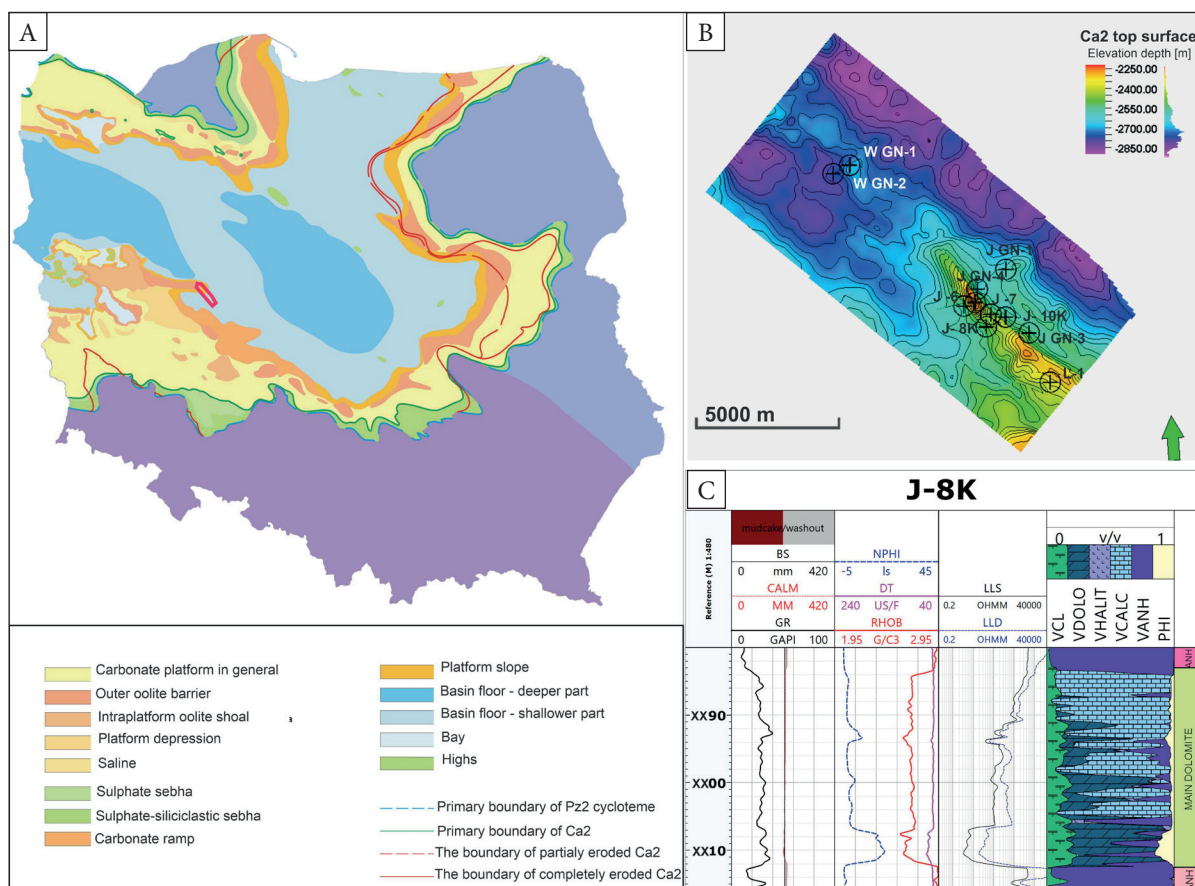 A
Carbonate platform in general
Outer oolite barrier
Intraplatform oolite shoal
Platform depression
Saline
Sulphate sebha
Sulphate-siliciclastic sebha
Carbonate ramp
Platform slope
Basin floor - deeper part
Basin floor - shallower part
Bay
Highs
Primary boundary of Pz2 cycloteme
Primary boundary of Ca2
The boundary of partialy eroded Ca2
The boundary of completely eroded Ca2
B
Ca2 top surface
Elevation depth [m]
-2250.00
-2550.00
-2700.00
-2850.00
W GN-1
W GN-2
J GN-1
J GN-4
J -6
J -7
J- 10K
J- 8K
J GN-3
L-1
5000 m
C
J-8K
Reference (M) 1:480
mudcake/washout
BS
0 mm 420
CALM
0 MM 420
GR
0 GAPI 100
NPHI
-5 ls 45
DT
240 US/F 40
RHOB
1.95 G/C3 2.95
LLS
0.2 OHMM 40000
LLD
0.2 OHMM 40000
0 v/v 1
VCL
VDOLO
VHALIT
VCALC
VANH
PHI
XX90
XX00
XX10
ANH
MAIN DOLOMITE
ANH